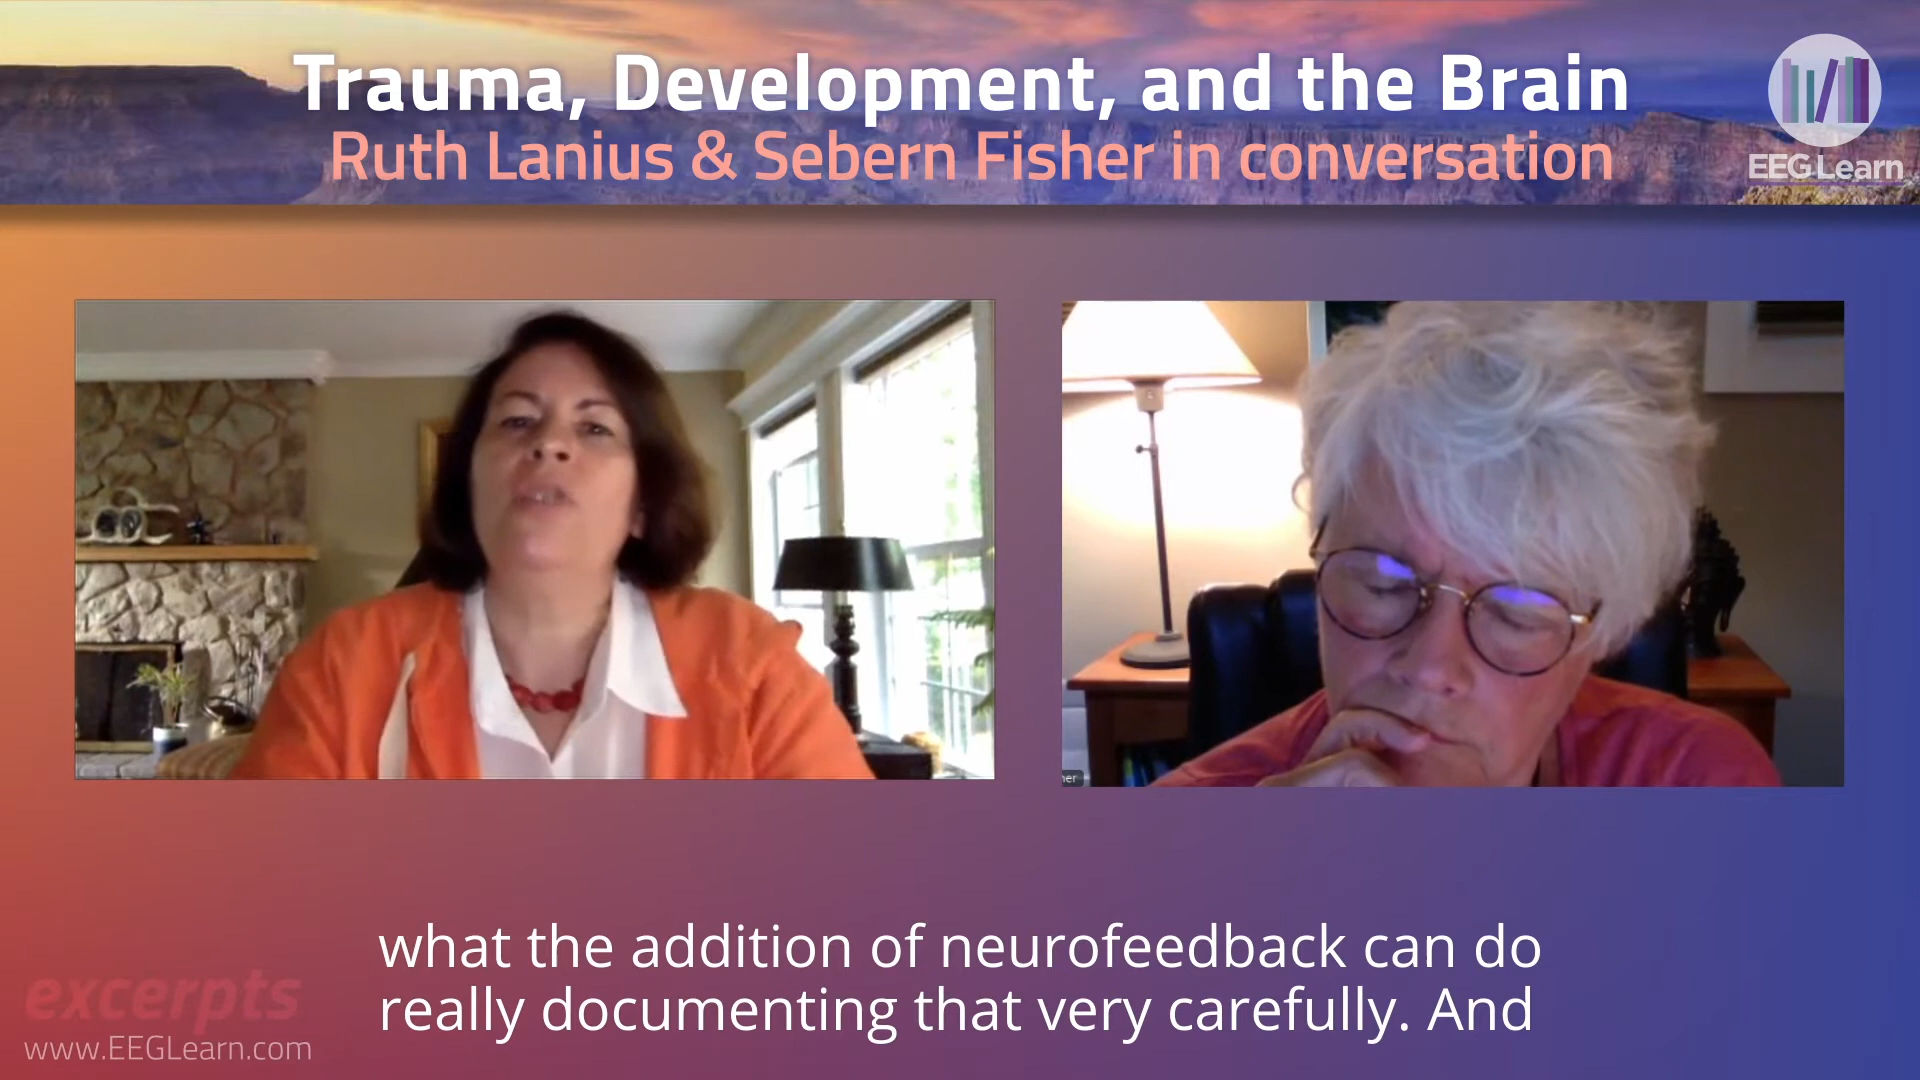 Trauma, Development, and the Brain
Ruth Lanius & Sebern Fisher in conversation
EEG Learn
her
what the addition of neurofeedback can do
really documenting that very carefully. And
excerpts
www.EEGLearn.com